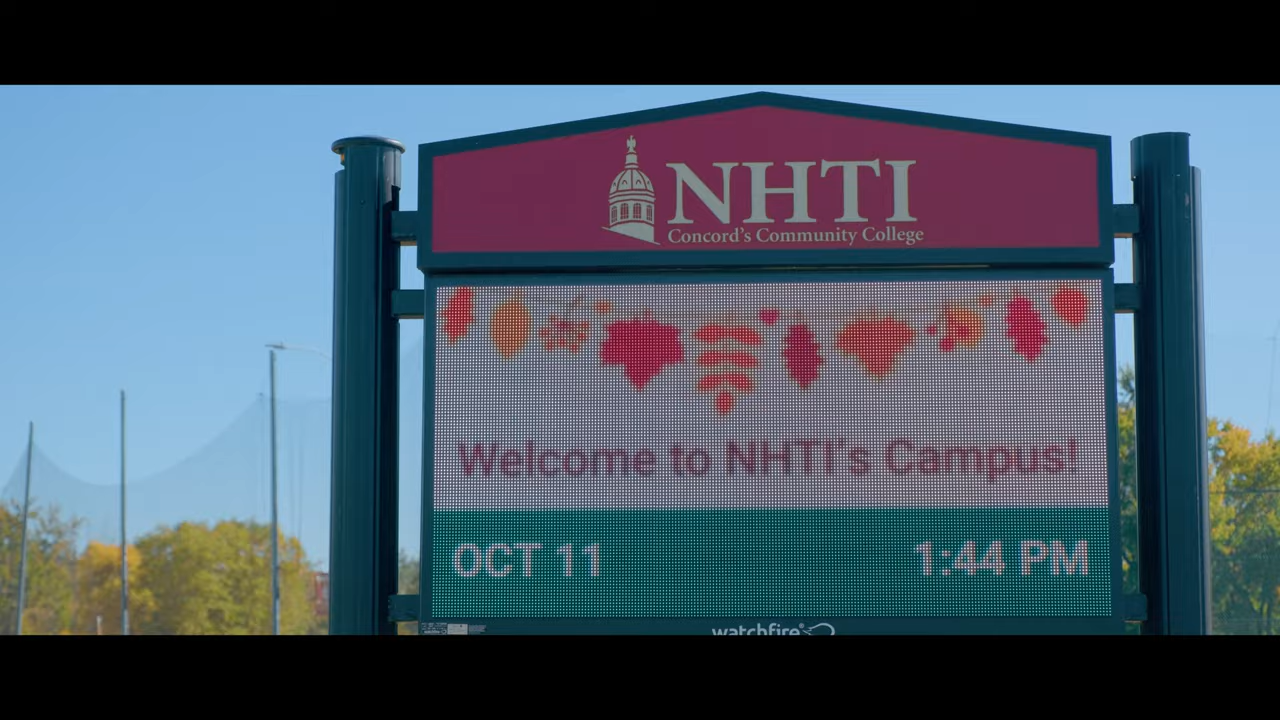 NHTI
Concord's Community College
Welcome to NHTI's Campus!
OCT 11
1:44 PM
watchfire®